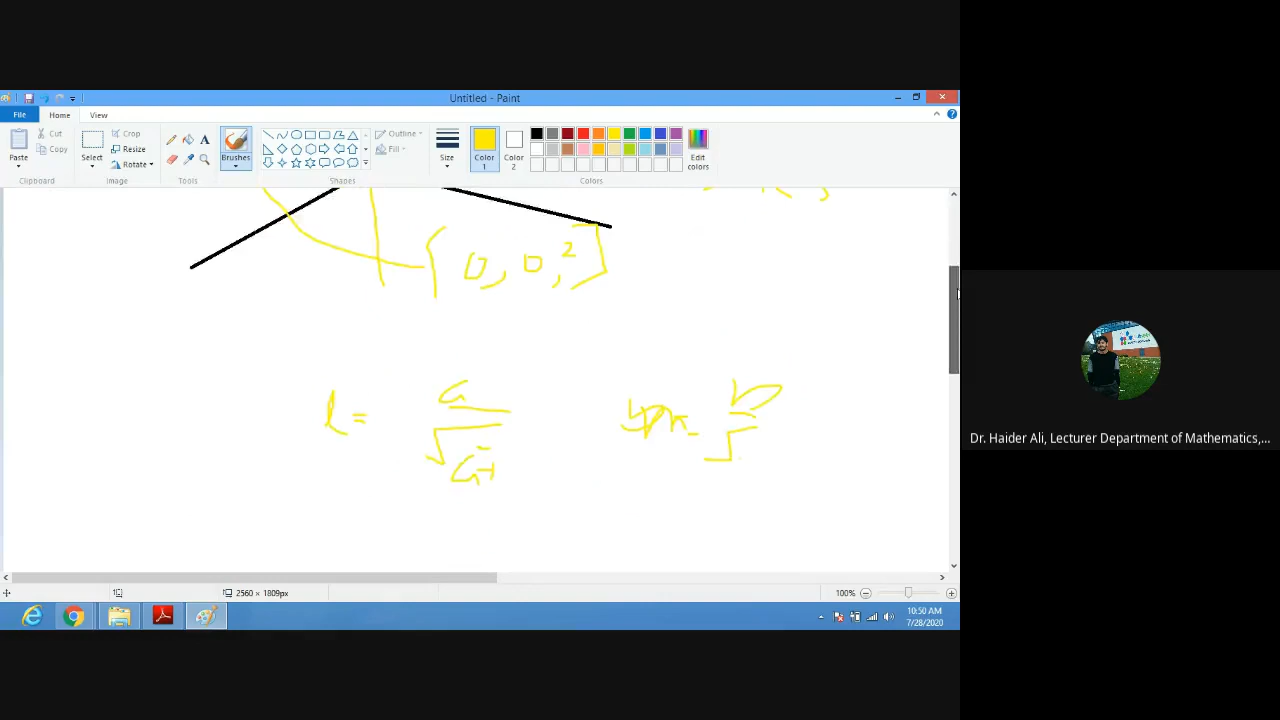 Untitled - Paint
File Home View
Cut
Copy
Paste
Crop
Resize
Rotate
Select
Brushes
Outline
Fill
Size
Color 1
Color 2
Edit colors
Clipboard
Image
Tools
Shapes
Colors
[0, 0, 2]
l =
2560 × 1809px
100%
10:50 AM
7/28/2020
Dr. Haider Ali, Lecturer Department of Mathematics,...